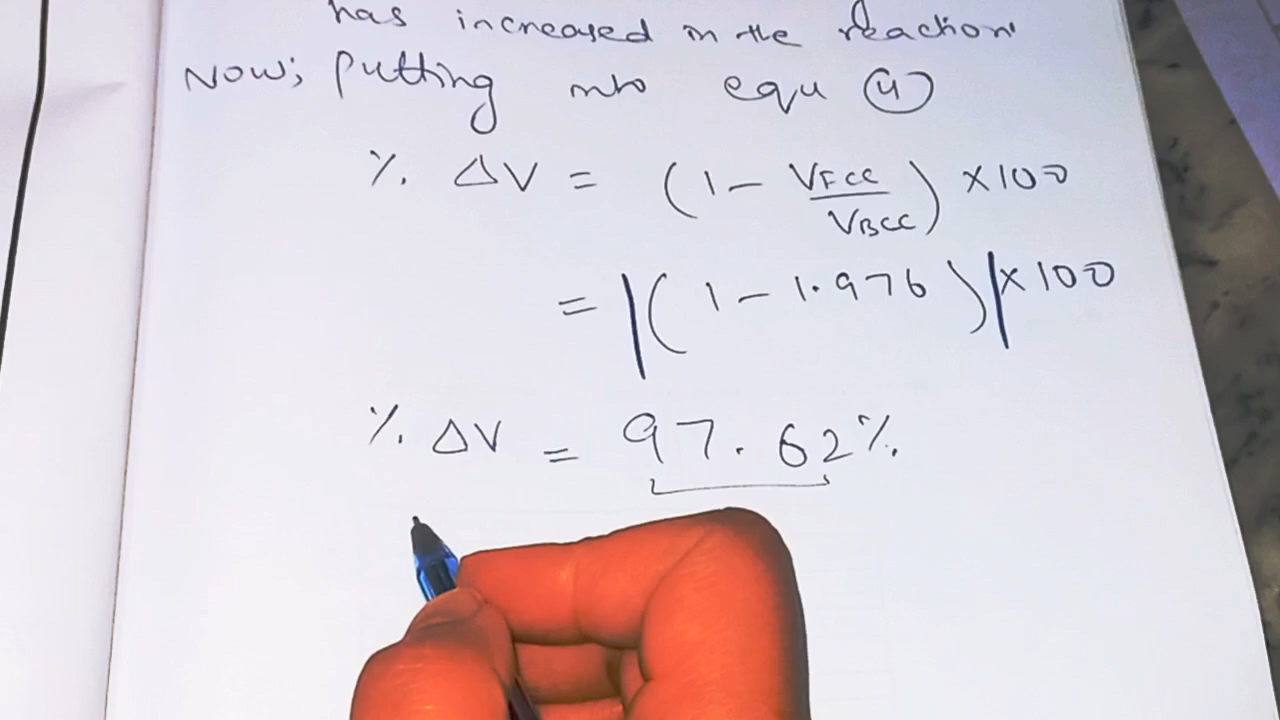 has increased in the reaction
Now; putting into equ (4)
%. ΔV = (1 - VFCC/VBCC) × 100
= |(1 - 1.976)| × 100
%. ΔV = 97.62%.